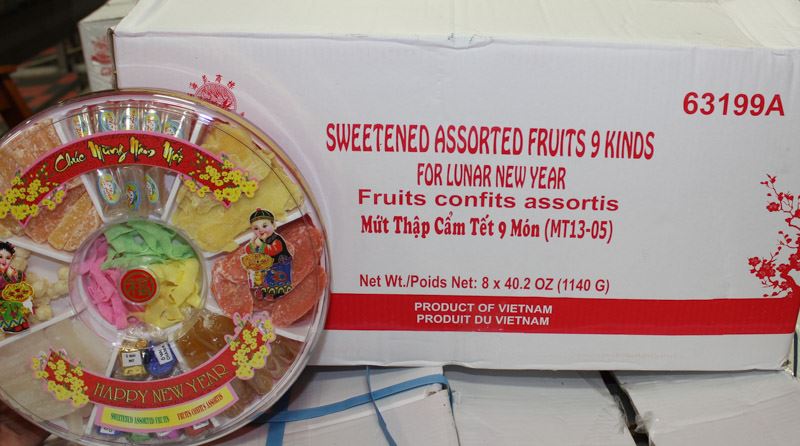 Chúc Mừng Năm Mới
HAPPY NEW YEAR
SWEETENED ASSORTED FRUITS
FRUITS CONFITS ASSORTIS
63199A
SWEETENED ASSORTED FRUITS 9 KINDS
FOR LUNAR NEW YEAR
Fruits confits assortis
Mứt Thập Cẩm Tết 9 Món (MT13-05)
Net Wt./Poids Net: 8 x 40.2 OZ (1140 G)
PRODUCT OF VIETNAM
PRODUIT DU VIETNAM